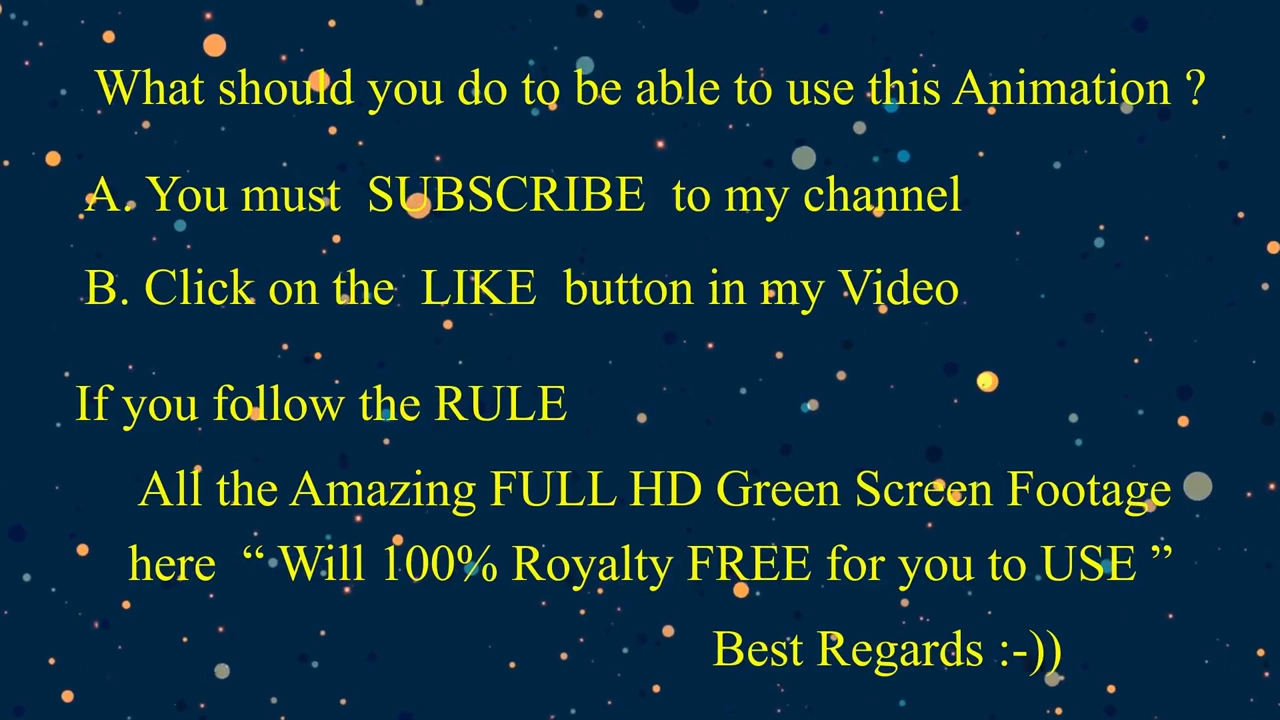 What should you do to be able to use this Animation ?
A. You must SUBSCRIBE to my channel
B. Click on the LIKE button in my Video
If you follow the RULE
All the Amazing FULL HD Green Screen Footage
here “ Will 100% Royalty FREE for you to USE ”
Best Regards :-))